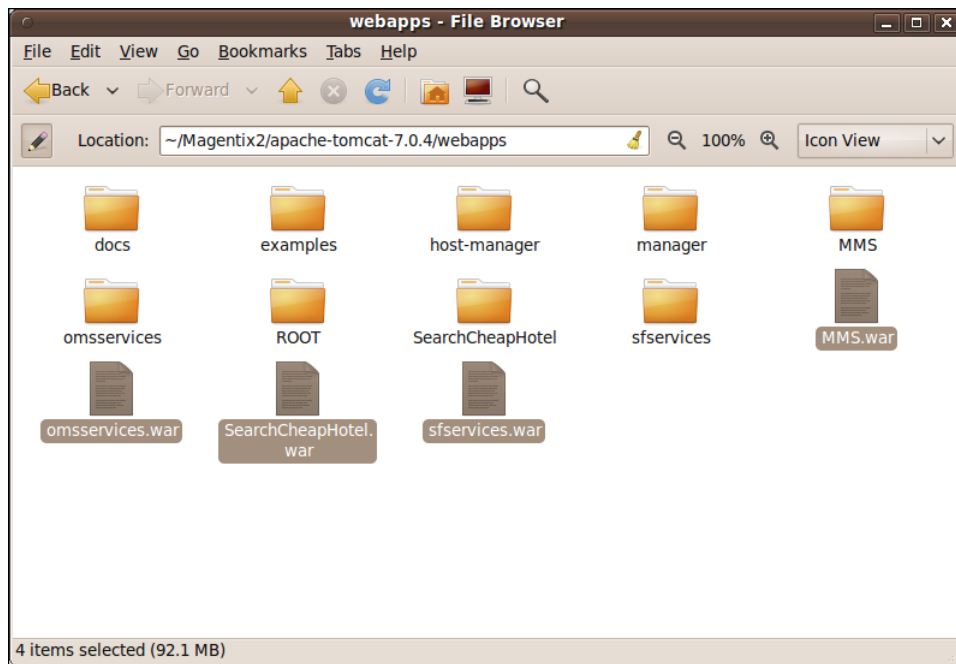 webapps - File Browser
File Edit View Go Bookmarks Tabs Help
Back Forward
Location: ~/Magentix2/apache-tomcat-7.0.4/webapps 100% Icon View
docs examples host-manager manager MMS
omsservices ROOT SearchCheapHotel sfservices MMS.war
omsservices.war SearchCheapHotel. sfservices.war
war
4 items selected (92.1 MB)